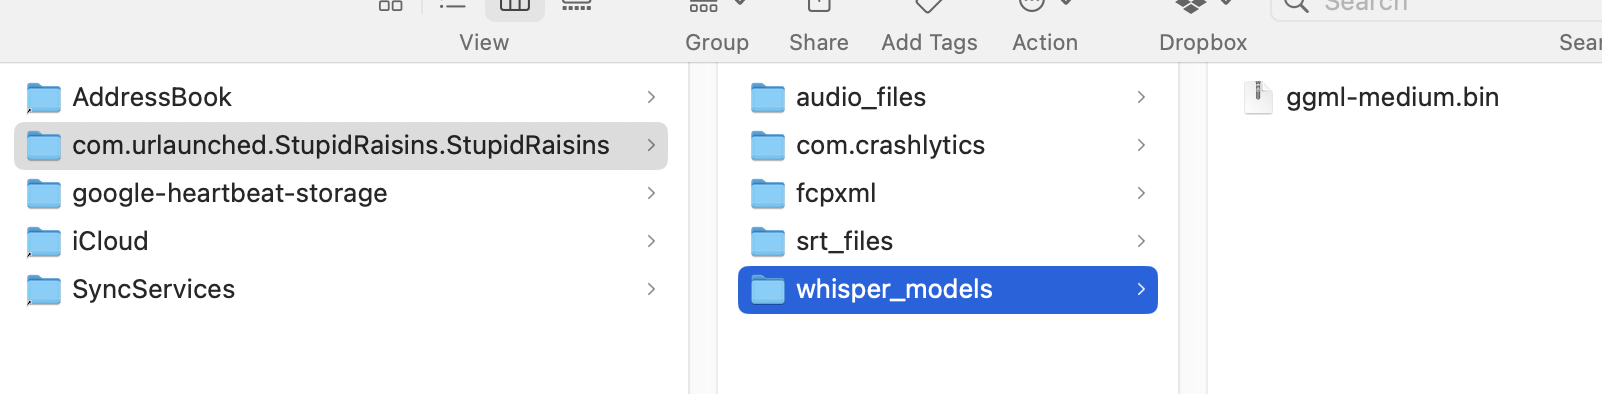 Search
View Group Share Add Tags Action Dropbox
AddressBook
com.urlaunched.StupidRaisins.StupidRaisins
google-heartbeat-storage
iCloud
SyncServices
audio_files
com.crashlytics
fcpxml
srt_files
whisper_models
ggml-medium.bin